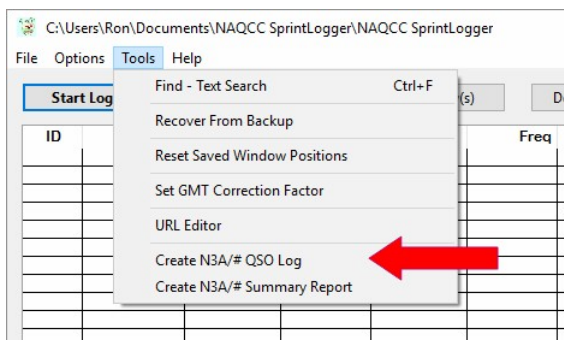 C:\Users\Ron\Documents\NAQCC SprintLogger\NAQCC SprintLogger
File Options Tools Help
Start Log
Find - Text Search Ctrl+F
(s)
D
ID
Freq
Recover From Backup
Reset Saved Window Positions
Set GMT Correction Factor
URL Editor
Create N3A/# QSO Log
Create N3A/# Summary Report